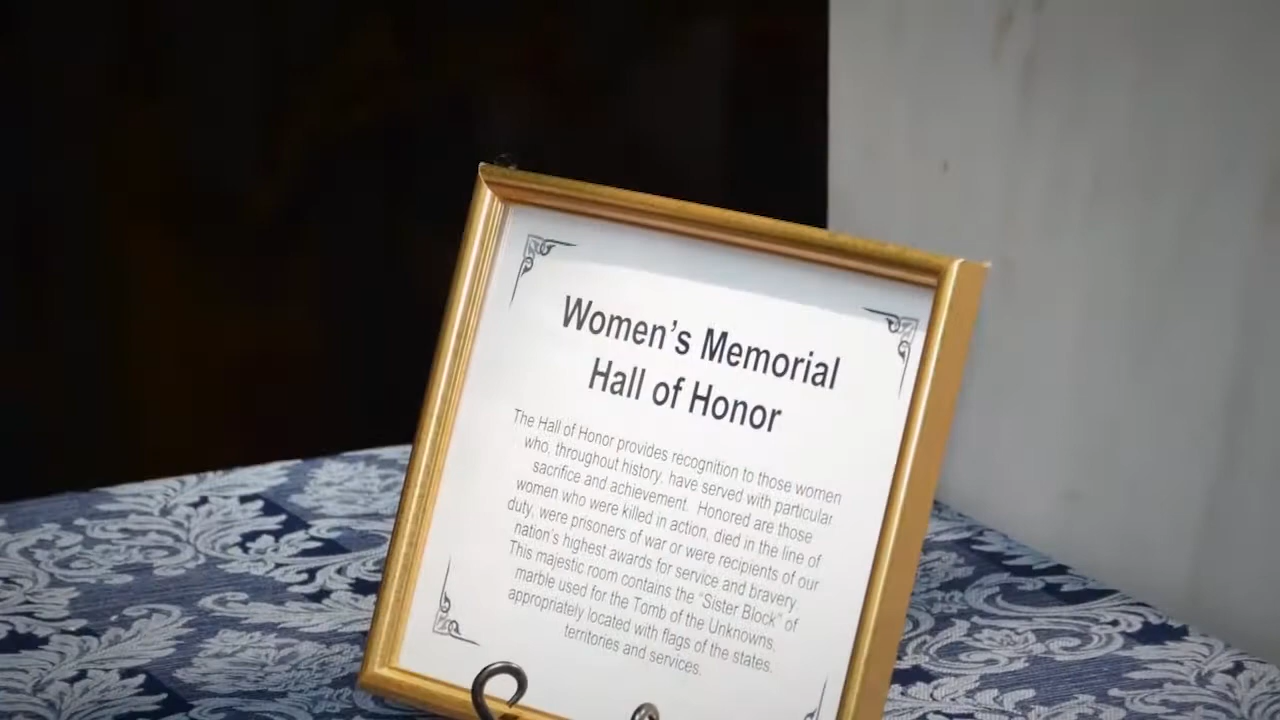 Women's Memorial
Hall of Honor
The Hall of Honor provides recognition to those women
who, throughout history, have served with particular
sacrifice and achievement. Honored are those
women who were killed in action, died in the line of
duty, were prisoners of war or were recipients of our
nation's highest awards for service and bravery.
This majestic room contains the "Sister Block" of
marble used for the Tomb of the Unknowns,
appropriately located with flags of the states,
territories and services.